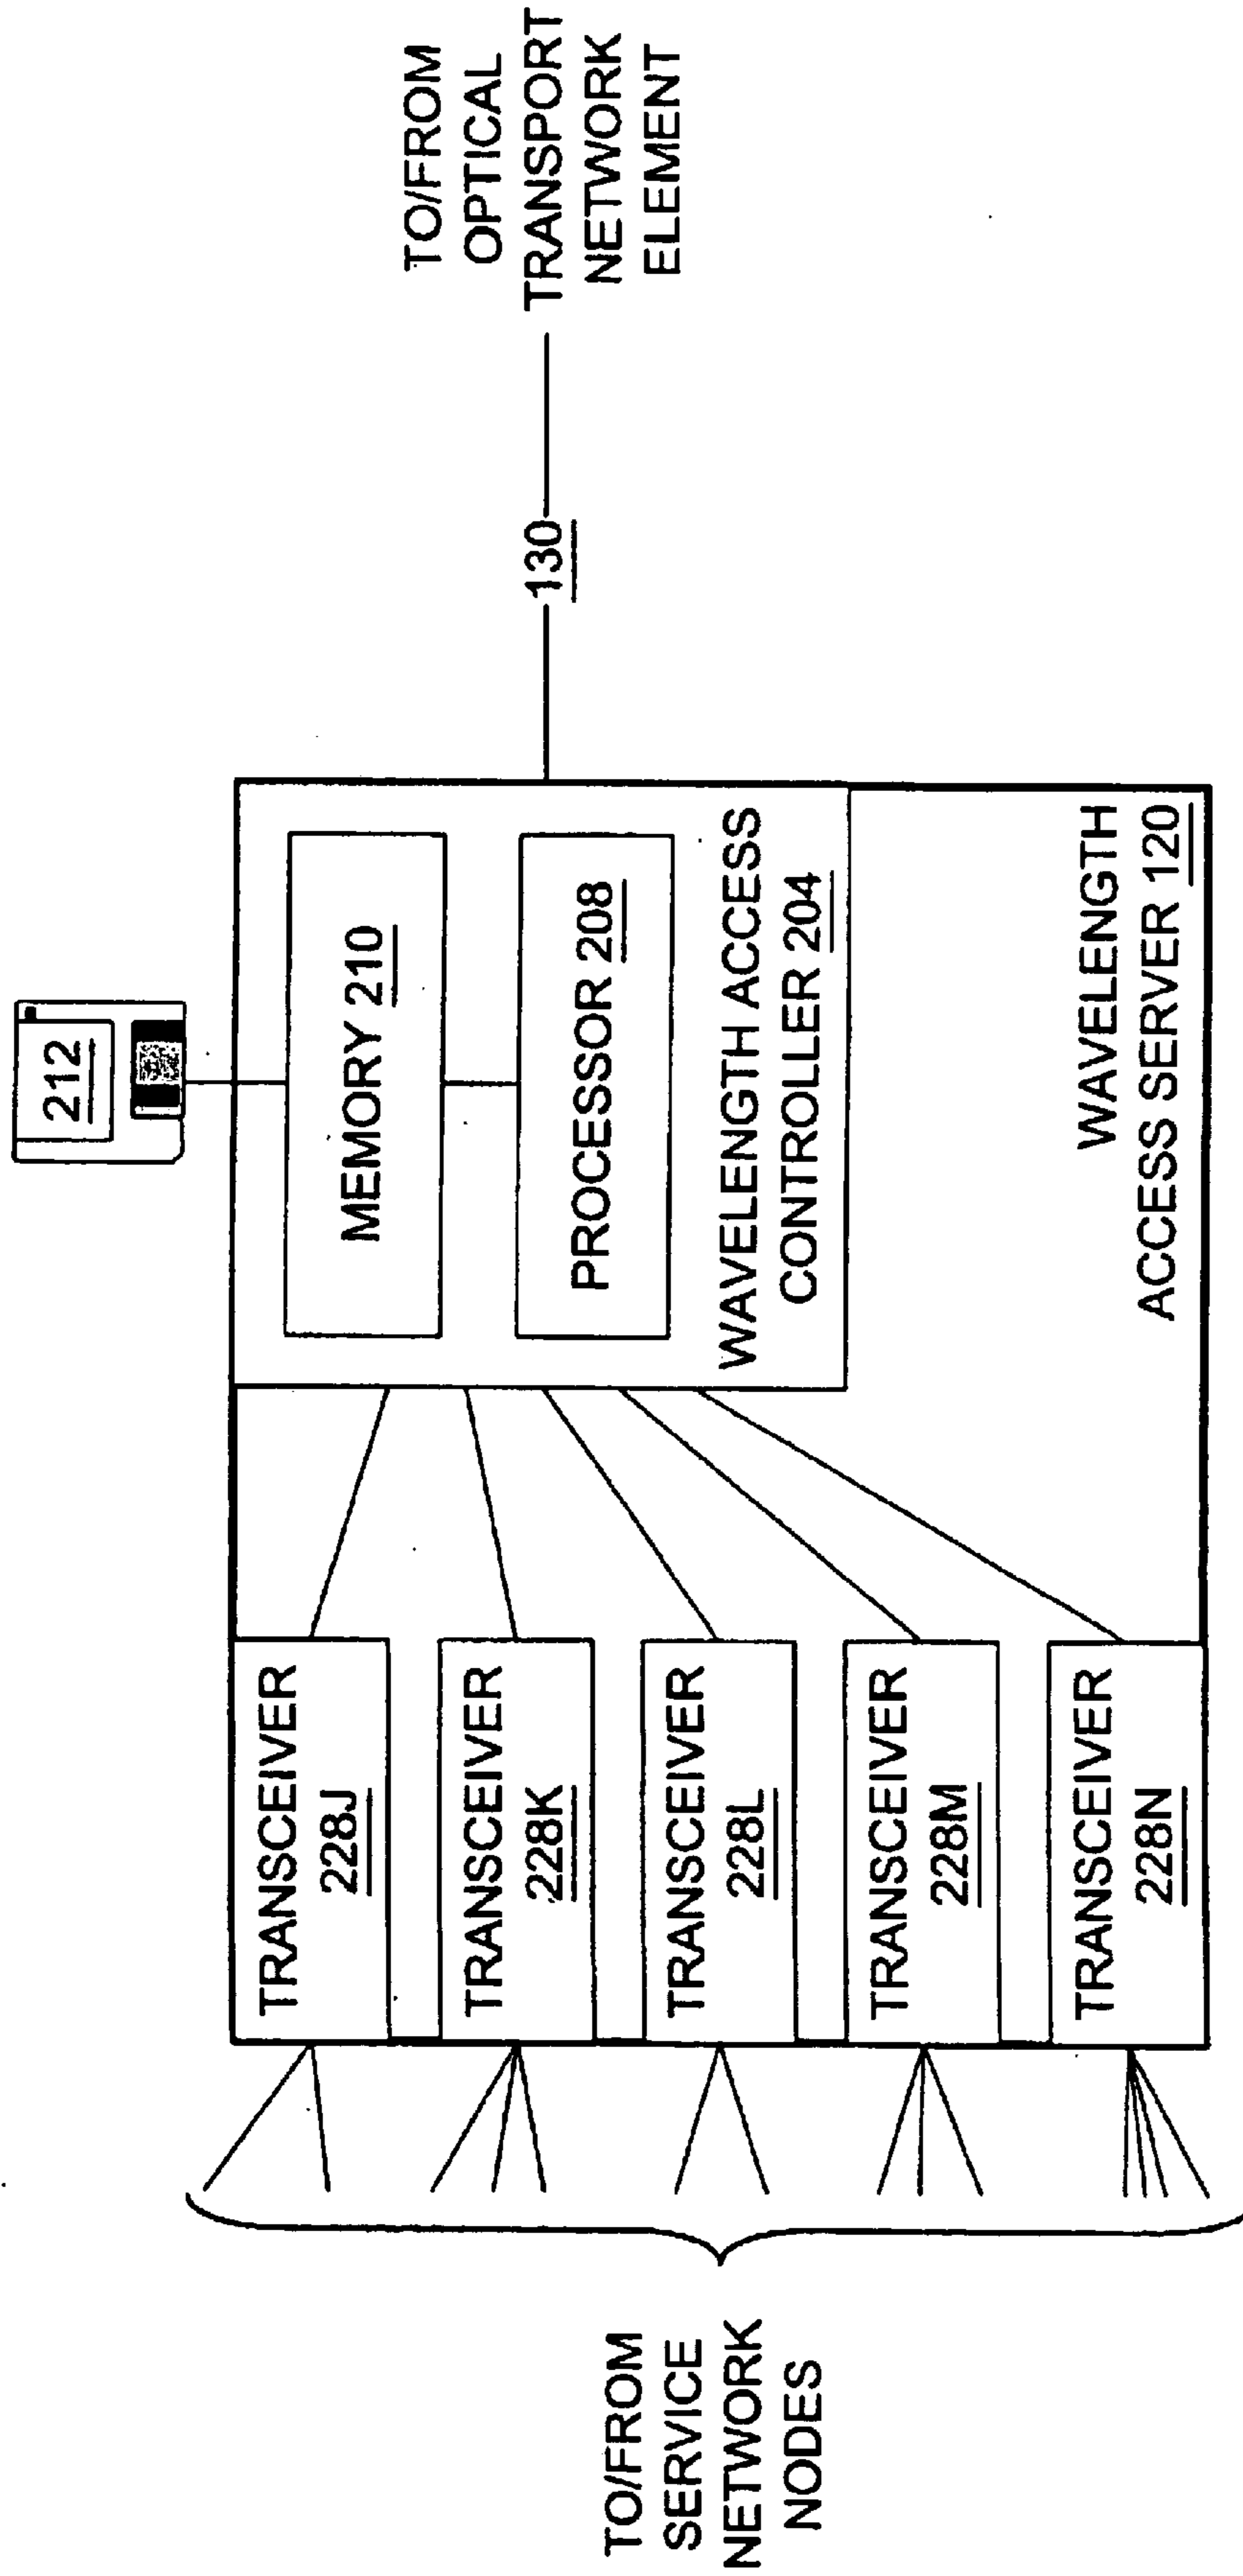 212
MEMORY 210
PROCESSOR 208
WAVELENGTH ACCESS
CONTROLLER 204
WAVELENGTH
ACCESS SERVER 120
TRANSCEIVER
228J
TRANSCEIVER
228K
TRANSCEIVER
228L
TRANSCEIVER
228M
TRANSCEIVER
228N
TO/FROM
SERVICE
NETWORK
NODES
130
TO/FROM
OPTICAL
TRANSPORT
NETWORK
ELEMENT